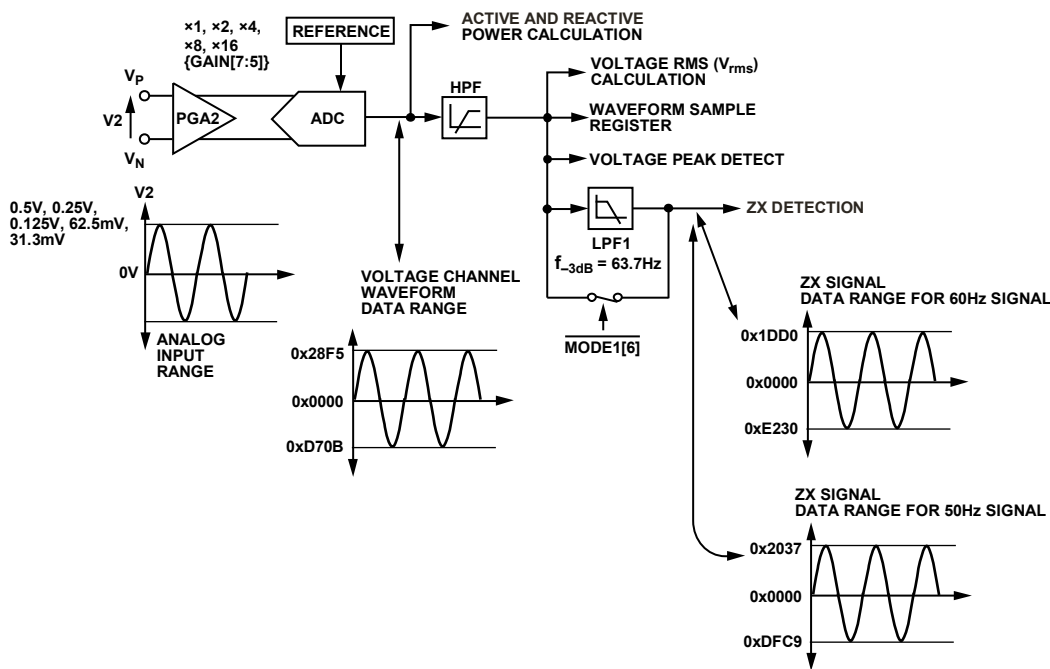 ×1, ×2, ×4,
×8, ×16
{GAIN[7:5]}
REFERENCE
ACTIVE AND REACTIVE
POWER CALCULATION
VP
V2
VN
PGA2
ADC
HPF
VOLTAGE RMS (Vrms)
CALCULATION
WAVEFORM SAMPLE
REGISTER
VOLTAGE PEAK DETECT
LPF1
f–3dB = 63.7Hz
ZX DETECTION
MODE1[6]
V2
0.5V, 0.25V,
0.125V, 62.5mV,
31.3mV
0V
ANALOG
INPUT
RANGE
VOLTAGE CHANNEL
WAVEFORM
DATA RANGE
0x28F5
0x0000
0xD70B
ZX SIGNAL
DATA RANGE FOR 60Hz SIGNAL
0x1DD0
0x0000
0xE230
ZX SIGNAL
DATA RANGE FOR 50Hz SIGNAL
0x2037
0x0000
0xDFC9